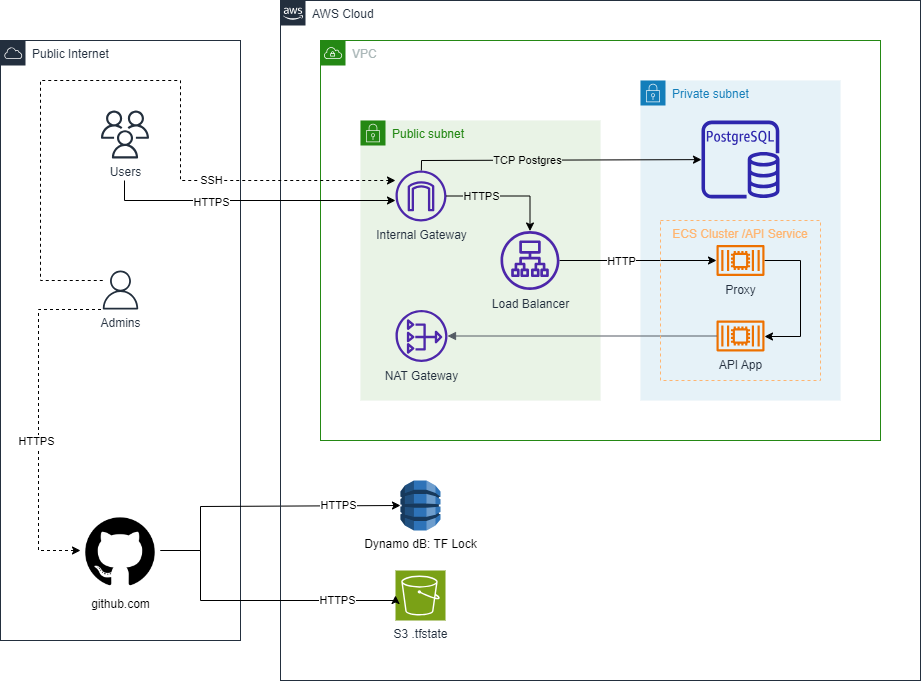 aws
AWS Cloud
Public Internet
VPC
Private subnet
Public subnet
PostgreSQL
TCP Postgres
Users
SSH
HTTPS
HTTPS
Internal Gateway
ECS Cluster /API Service
HTTP
Proxy
Load Balancer
Admins
API App
NAT Gateway
HTTPS
HTTPS
Dynamo dB: TF Lock
github.com
HTTPS
S3 .tfstate